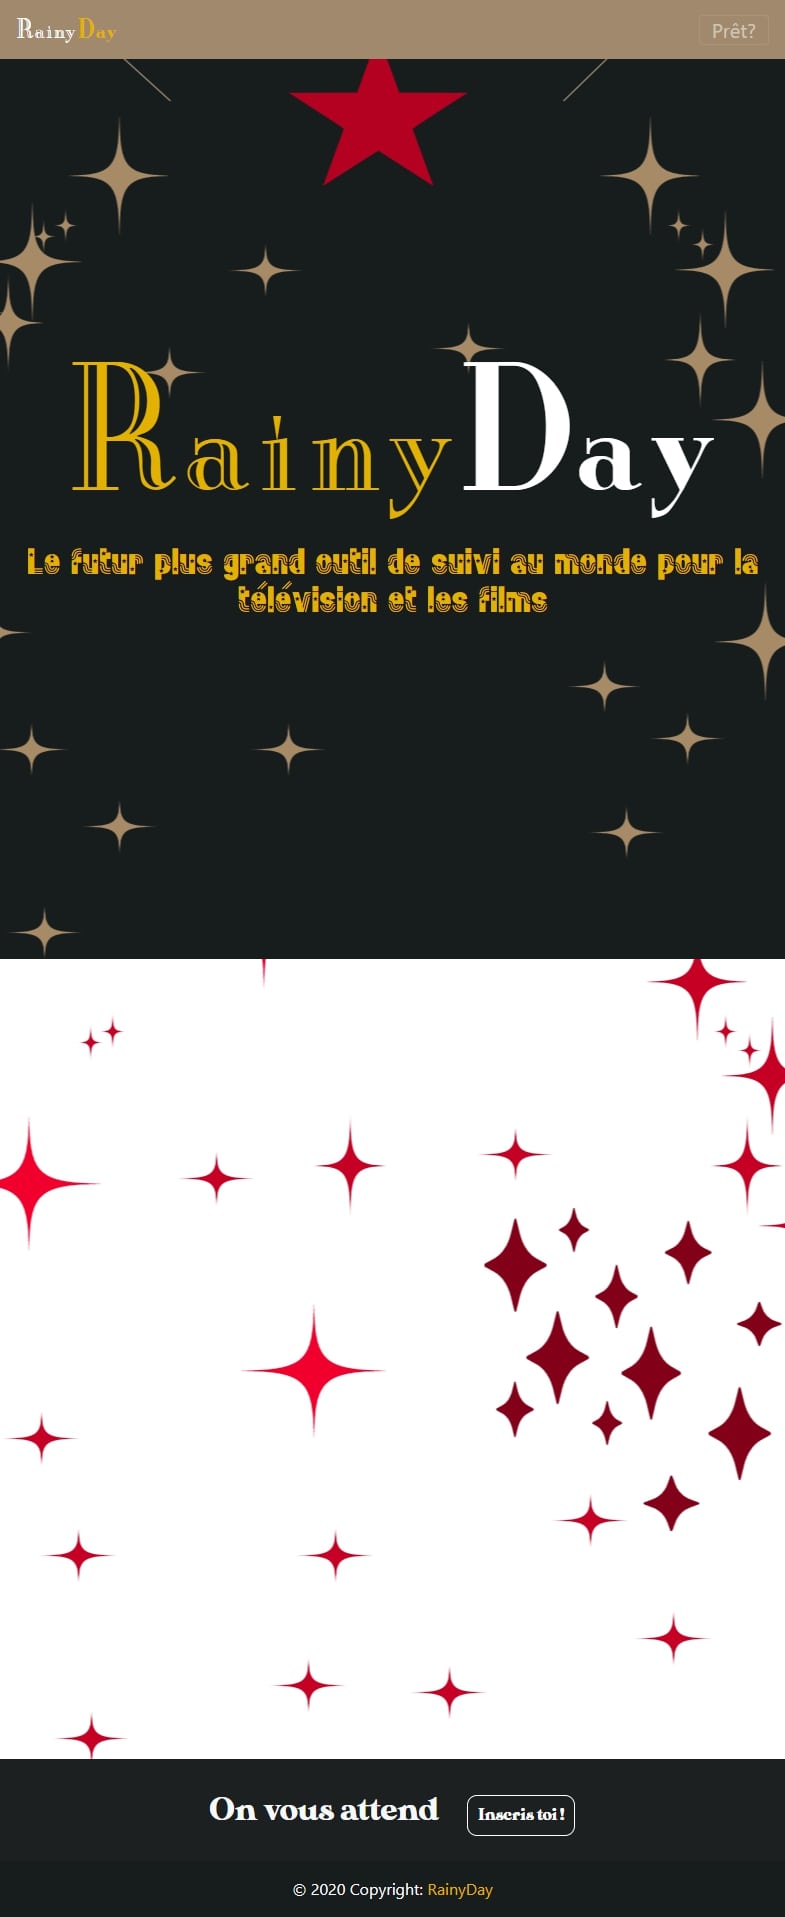 RainyDay
Prêt?
RainyDay
Le futur plus grand outil de suivi au monde pour la
télévision et les films
On vous attend
Inscris toi !
© 2020 Copyright: RainyDay